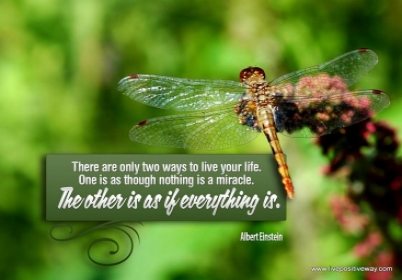 There are only two ways to live your life.
One is as though nothing is a miracle.
The other is as if everything is.
Albert Einstein
www.livepositiveway.com